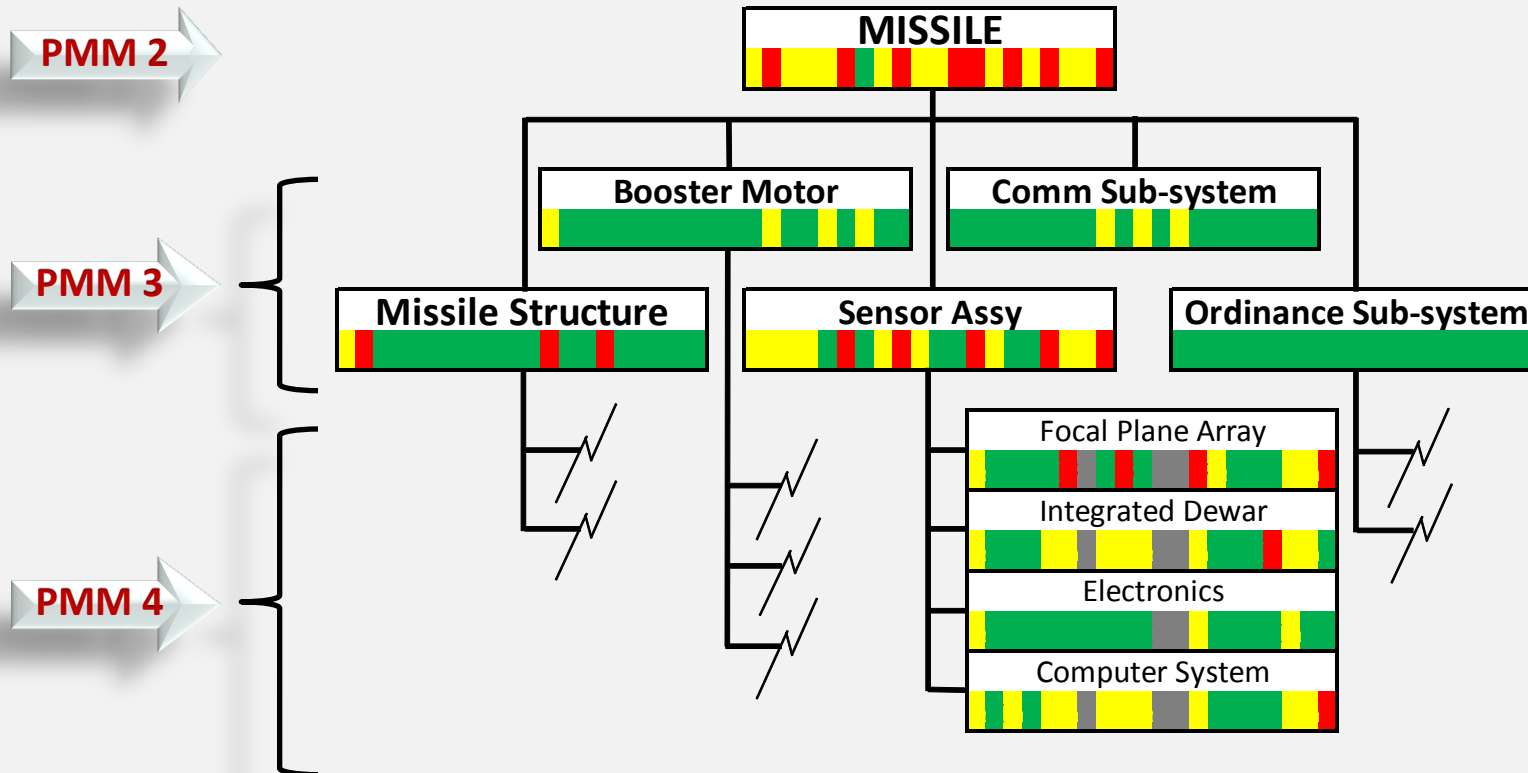 PMM 2
MISSILE
Booster Motor
Comm Sub-system
PMM 3
Missile Structure
Sensor Assy
Ordinance Sub-system
Focal Plane Array
Integrated Dewar
Electronics
PMM 4
Computer System